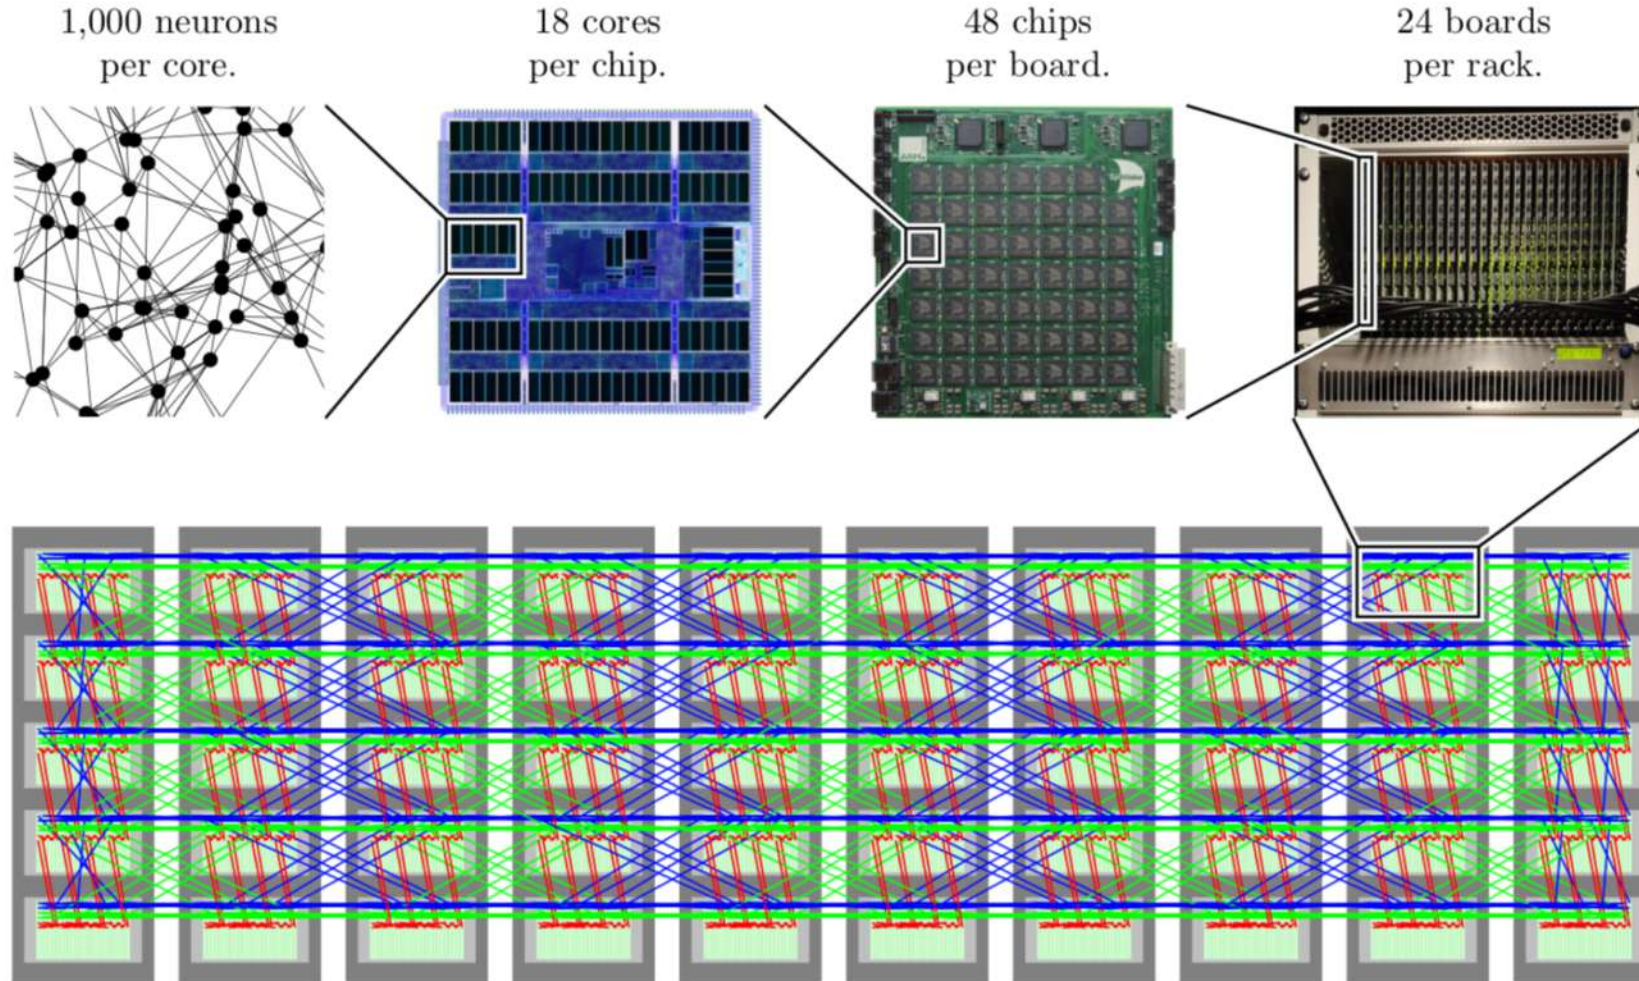 1,000 neurons
per core.
18 cores
per chip.
48 chips
per board.
24 boards
per rack.